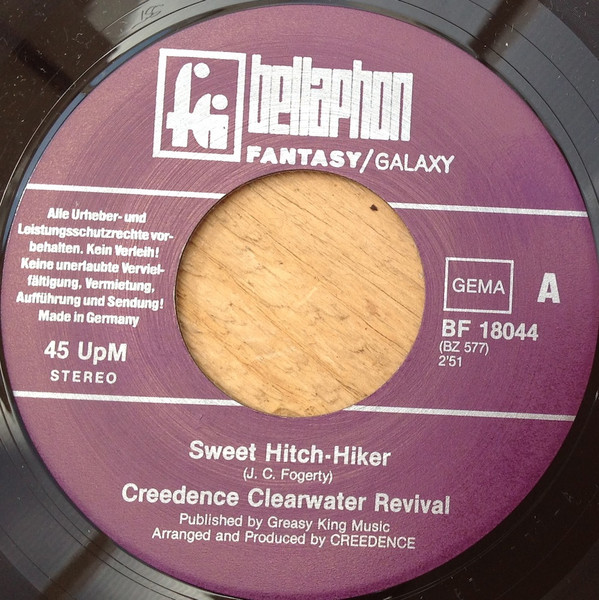 bellaphon
FANTASY/GALAXY
Alle Urheber- und
Leistungsschutzrechte vor-
behalten. Kein Verleih!
Keine unerlaubte Verviel-
fältigung, Vermietung,
Aufführung und Sendung!
Made in Germany
45 UpM
STEREO
GEMA
A
BF 18044
(BZ 577)
2'51
Sweet Hitch-Hiker
(J. C. Fogerty)
Creedence Clearwater Revival
Published by Greasy King Music
Arranged and Produced by CREEDENCE